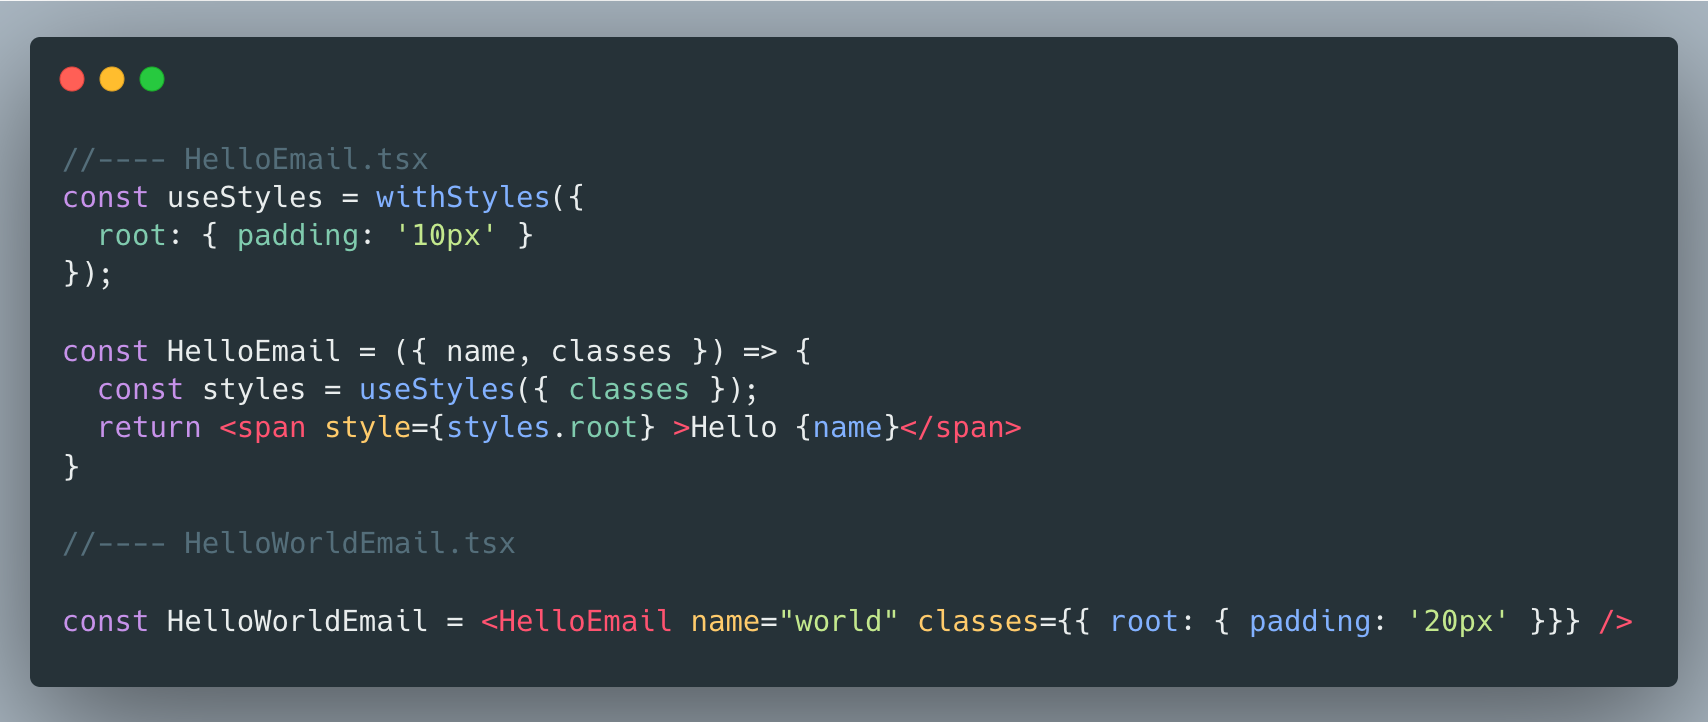 //---- HelloEmail.tsx
const useStyles = withStyles({
  root: { padding: '10px' }
});
const HelloEmail = ({ name, classes }) => {
  const styles = useStyles({ classes });
  return <span style={styles.root} >Hello {name}</span>
}
//---- HelloWorldEmail.tsx
const HelloWorldEmail = <HelloEmail name="world" classes={{ root: { padding: '20px' }}} />